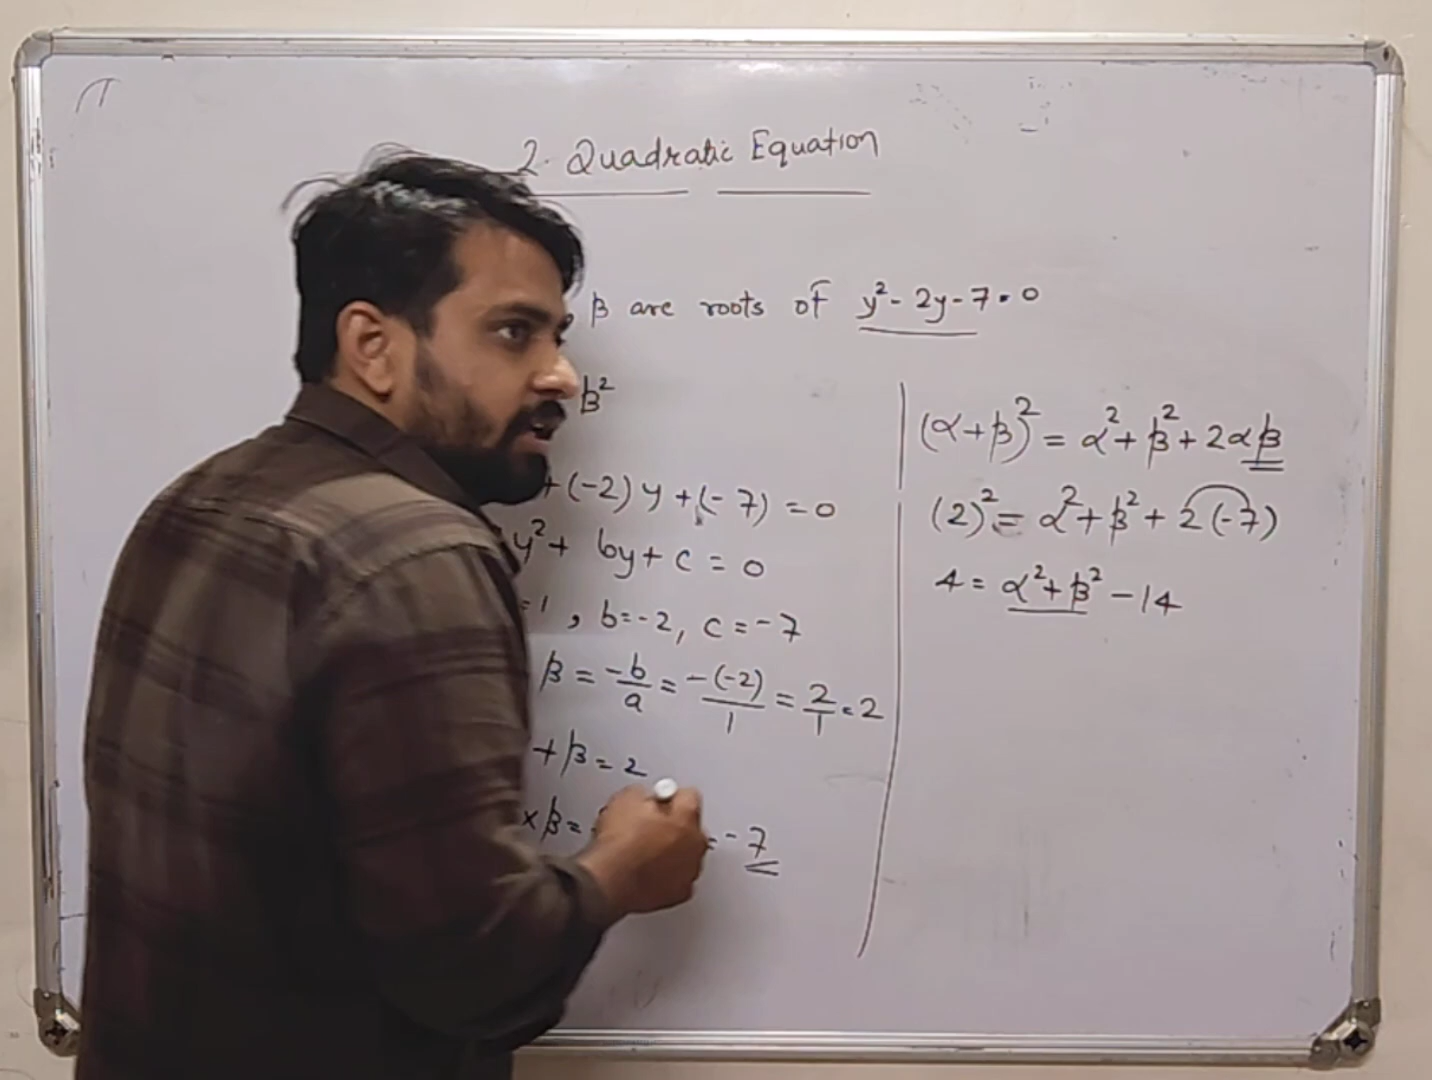 2. Quadratic Equation
β are roots of y² - 2y - 7 = 0
β²
+ (-2) y + (- 7) = 0
y² + by + c = 0
= 1 , b = -2, c = -7
β = -b/a = -(-2)/1 = 2/1 = 2
+ β = 2
× β = = -7
(α + β)² = α² + β² + 2αβ
(2)² = α² + β² + 2 (-7)
4 = α² + β² - 14